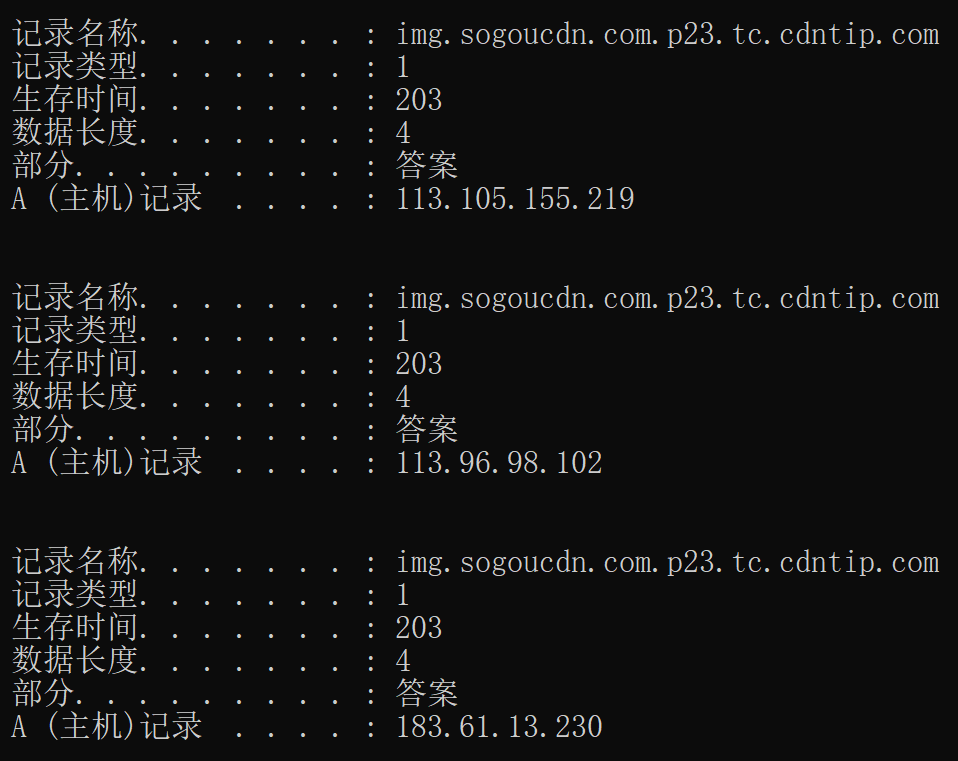 记录名称. . . . . . . : img.sogoucdn.com.p23.tc.cdntip.com
记录类型. . . . . . . : 1
生存时间. . . . . . . : 203
数据长度. . . . . . . : 4
部分. . . . . . . . . : 答案
A (主机)记录  . . . . : 113.105.155.219
记录名称. . . . . . . : img.sogoucdn.com.p23.tc.cdntip.com
记录类型. . . . . . . : 1
生存时间. . . . . . . : 203
数据长度. . . . . . . : 4
部分. . . . . . . . . : 答案
A (主机)记录  . . . . : 113.96.98.102
记录名称. . . . . . . : img.sogoucdn.com.p23.tc.cdntip.com
记录类型. . . . . . . : 1
生存时间. . . . . . . : 203
数据长度. . . . . . . : 4
部分. . . . . . . . . : 答案
A (主机)记录  . . . . : 183.61.13.230